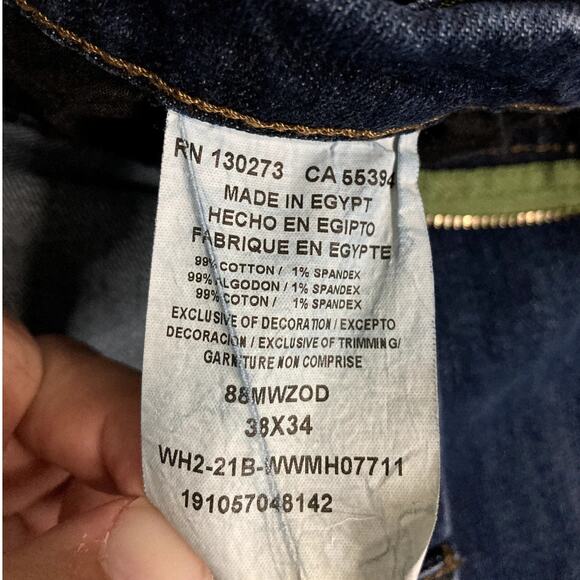 RN 130273 CA 55394
MADE IN EGYPT
HECHO EN EGIPTO
FABRIQUE EN EGYPTE
99% COTTON / 1% SPANDEX
99% ALGODON / 1% SPANDEX
99% COTON / 1% SPANDEX
EXCLUSIVE OF DECORATION / EXCEPTO
DECORACION / EXCLUSIVE OF TRIMMING/
GARNITURE NON COMPRISE
88MWZOD
38X34
WH2-21B-WWMH07711
191057048142